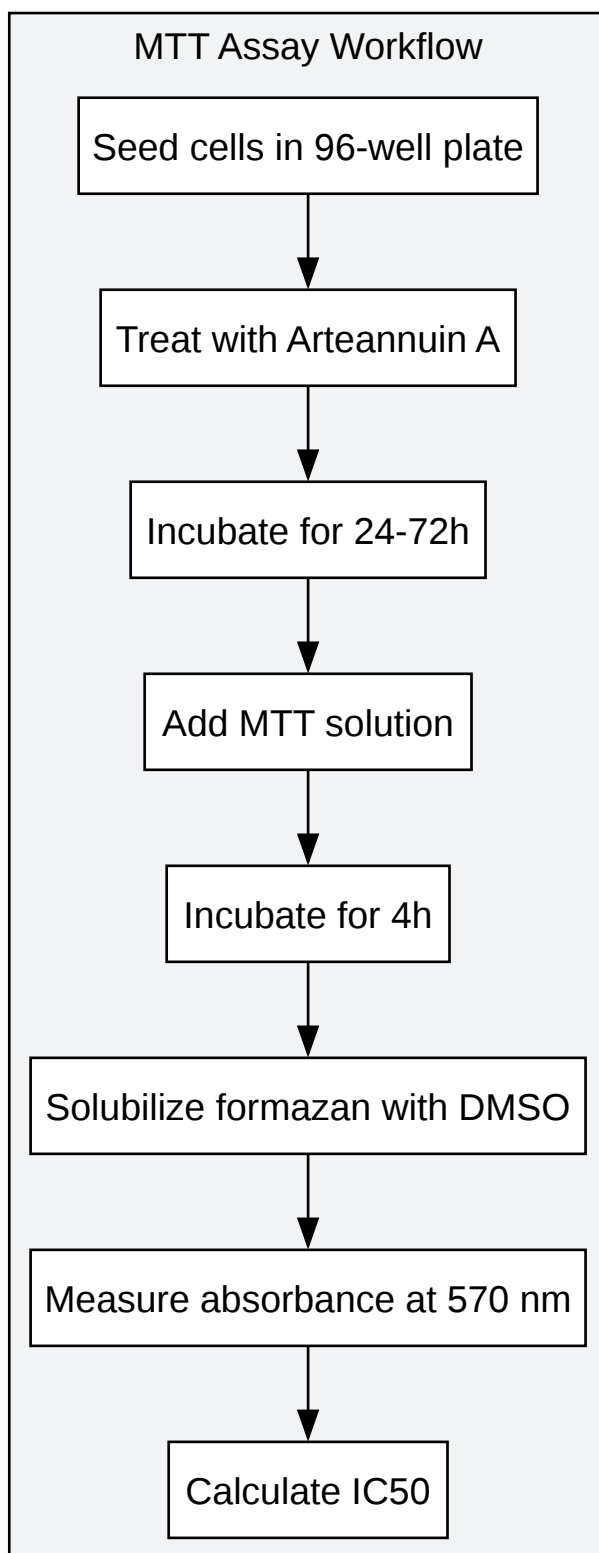 MTT Assay Workflow
Seed cells in 96-well plate
Treat with Arteannuin A
Incubate for 24-72h
Add MTT solution
Incubate for 4h
Solubilize formazan with DMSO
Measure absorbance at 570 nm
Calculate IC50